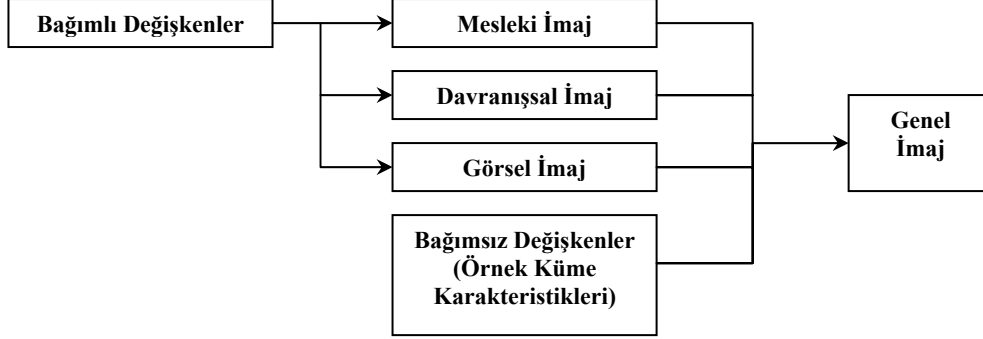 Bağımlı Değişkenler
Mesleki İmaj
Davranışsal İmaj
Görsel İmaj
Bağımsız Değişkenler
(Örnek Küme
Karakteristikleri)
Genel
İmaj